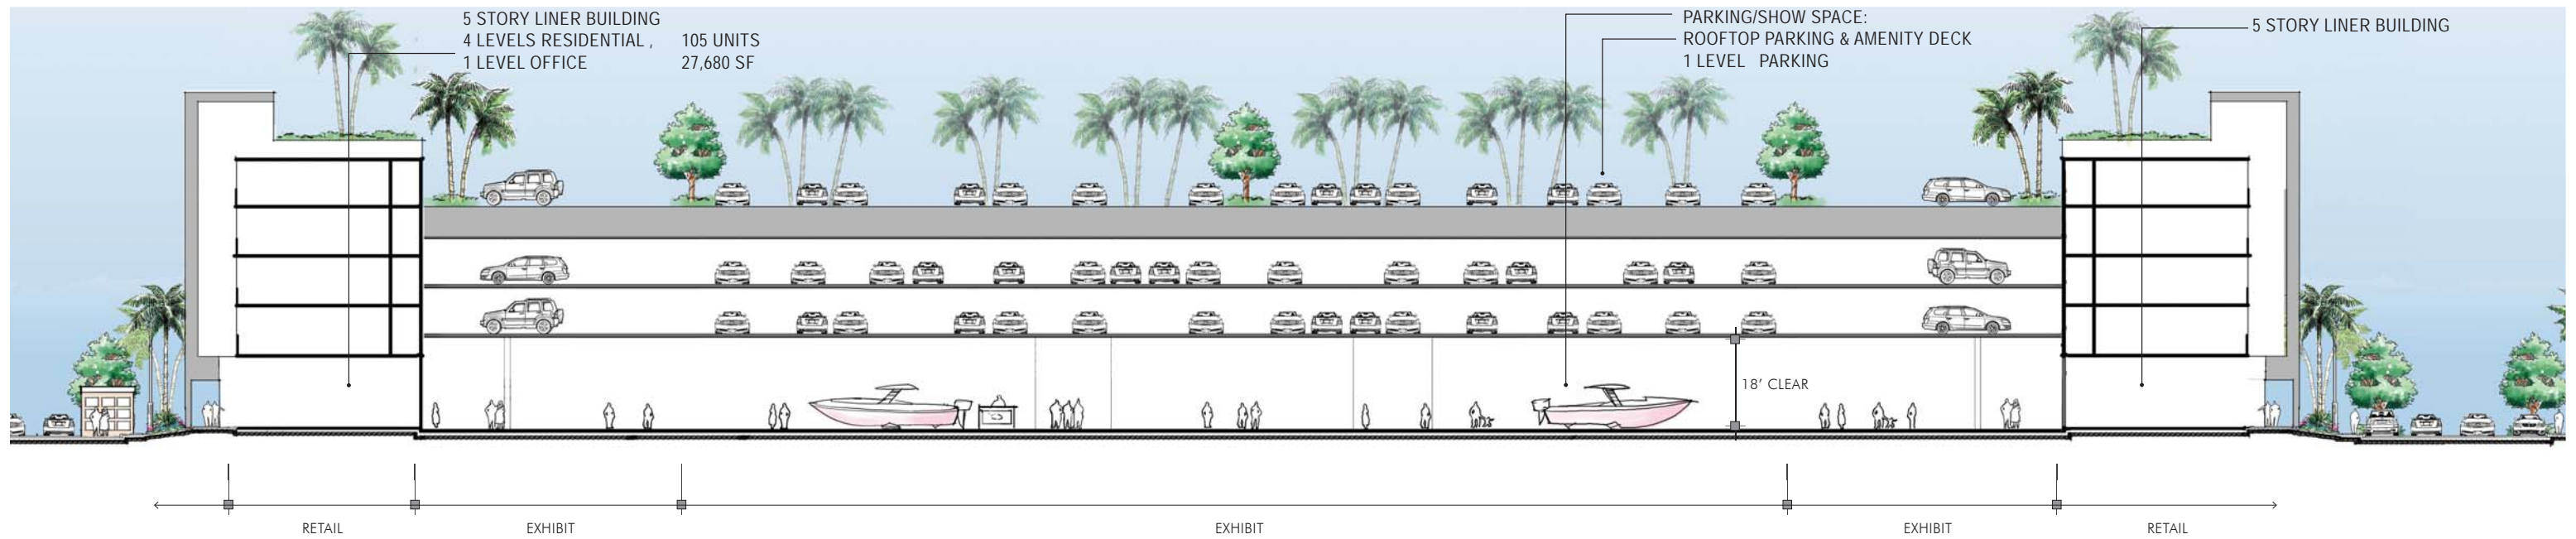 5 STORY LINER BUILDING
4 LEVELS RESIDENTIAL , 105 UNITS
1 LEVEL OFFICE 27,680 SF
PARKING/SHOW SPACE:
ROOFTOP PARKING & AMENITY DECK
1 LEVEL PARKING
5 STORY LINER BUILDING
18' CLEAR
RETAIL EXHIBIT EXHIBIT EXHIBIT RETAIL